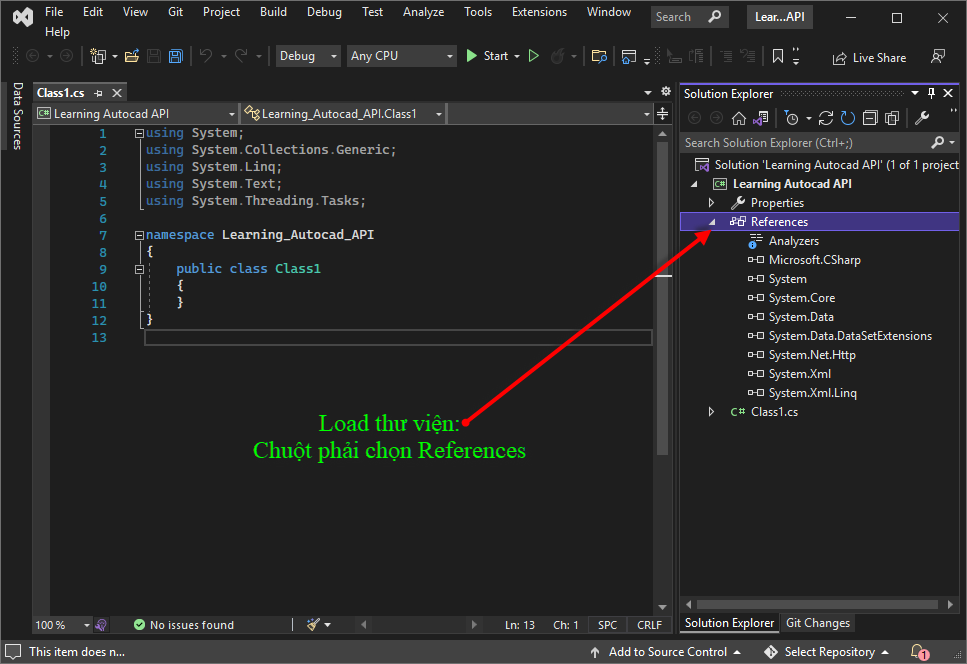 File Edit View Git Project Build Debug Test Analyze Tools Extensions Window Search Lear...API
Help
Debug Any CPU Start Live Share
Data Sources
Class1.cs
Learning Autocad API Learning_Autocad_API.Class1
1 using System;
2 using System.Collections.Generic;
3 using System.Linq;
4 using System.Text;
5 using System.Threading.Tasks;
6
7 namespace Learning_Autocad_API
8 {
9 public class Class1
10 {
11 }
12 }
13
Load thư viện:
Chuột phải chọn References
Solution Explorer
Search Solution Explorer (Ctrl+;)
Solution 'Learning Autocad API' (1 of 1 project
C# Learning Autocad API
Properties
References
Analyzers
Microsoft.CSharp
System
System.Core
System.Data
System.Data.DataSetExtensions
System.Net.Http
System.Xml
System.Xml.Linq
C# Class1.cs
100 % No issues found Ln: 13 Ch: 1 SPC CRLF
Solution Explorer Git Changes
This item does n... Add to Source Control Select Repository 1